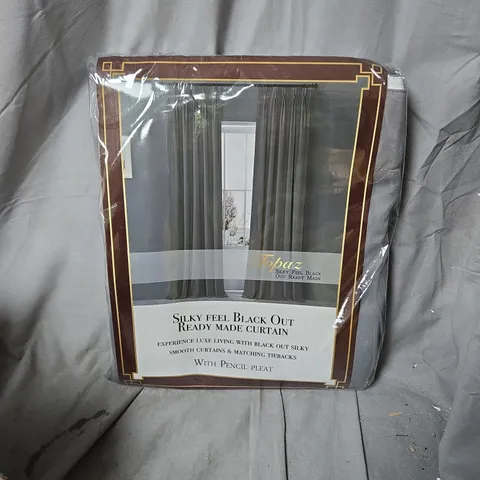 Topaz
Silky Feel Black
Out Ready Made
Silky feel Black Out
Ready made curtain
Experience luxe living with black out silky
smooth curtains & matching tiebacks
With Pencil pleat